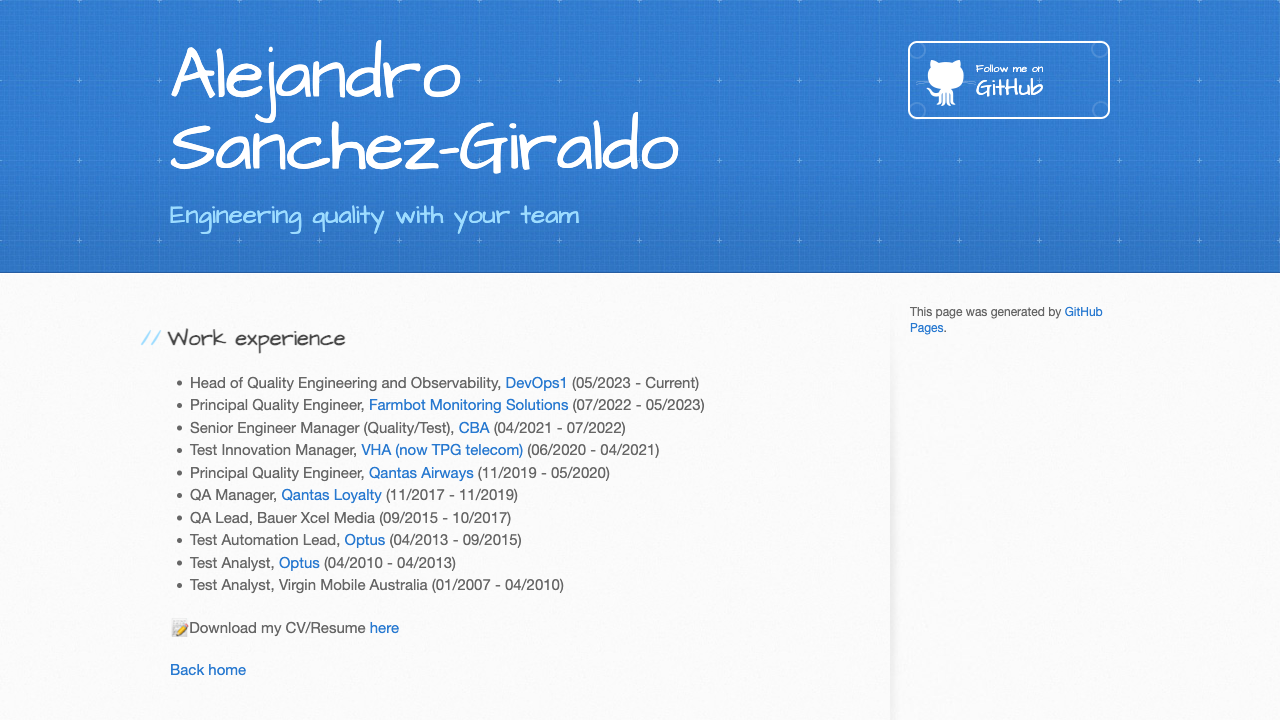 Alejandro
Sanchez-Giraldo
Engineering quality with your team
Follow me on
GitHub
// Work experience
• Head of Quality Engineering and Observability, DevOps1 (05/2023 - Current)
• Principal Quality Engineer, Farmbot Monitoring Solutions (07/2022 - 05/2023)
• Senior Engineer Manager (Quality/Test), CBA (04/2021 - 07/2022)
• Test Innovation Manager, VHA (now TPG telecom) (06/2020 - 04/2021)
• Principal Quality Engineer, Qantas Airways (11/2019 - 05/2020)
• QA Manager, Qantas Loyalty (11/2017 - 11/2019)
• QA Lead, Bauer Xcel Media (09/2015 - 10/2017)
• Test Automation Lead, Optus (04/2013 - 09/2015)
• Test Analyst, Optus (04/2010 - 04/2013)
• Test Analyst, Virgin Mobile Australia (01/2007 - 04/2010)
📝Download my CV/Resume here
Back home
This page was generated by GitHub
Pages.